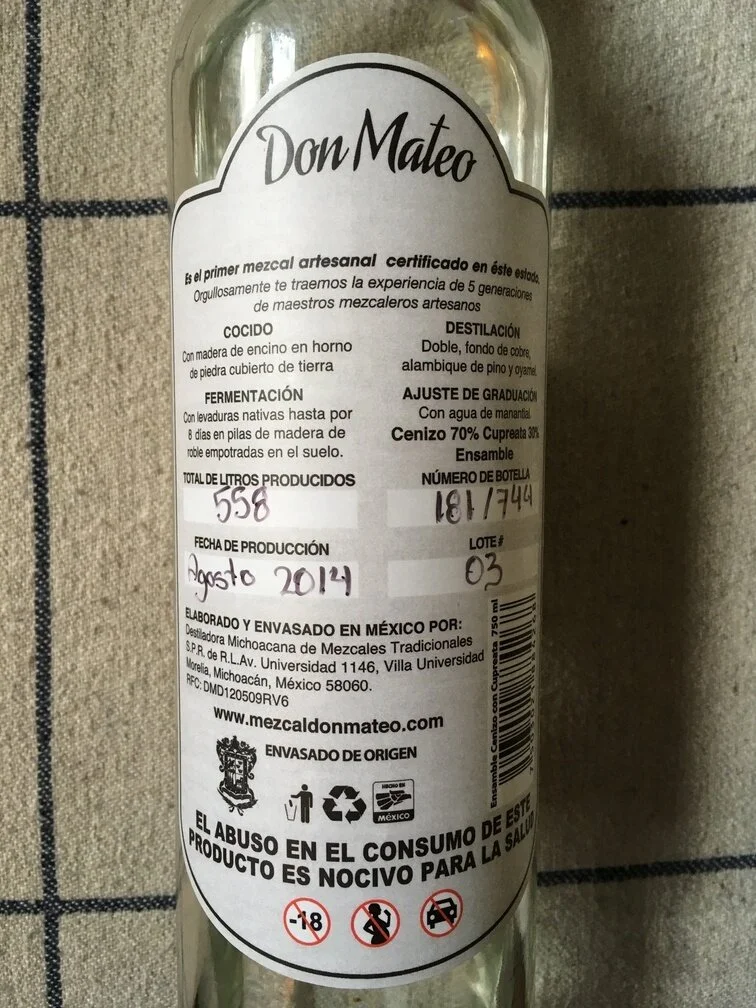 Don Mateo
Es el primer mezcal artesanal certificado en éste estado.
Orgullosamente te traemos la experiencia de 5 generaciones
de maestros mezcaleros artesanos
COCIDO
Con madera de encino en horno
de piedra cubierto de tierra
DESTILACIÓN
Doble, fondo de cobre,
alambique de pino y oyamel
FERMENTACIÓN
Con levaduras nativas hasta por
8 días en pilas de madera de
roble empotradas en el suelo.
AJUSTE DE GRADUACIÓN
Con agua de manantial.
Cenizo 70% Cupreata 30%
Ensamble
TOTAL DE LITROS PRODUCIDOS
558
NÚMERO DE BOTELLA
181/744
FECHA DE PRODUCCIÓN
Agosto 2014
LOTE#
03
ELABORADO Y ENVASADO EN MÉXICO POR:
Destiladora Michoacana de Mezcales Tradicionales
S.P.R. de R.L.Av. Universidad 1146, Villa Universidad
Morelia, Michoacán, México 58060.
RFC: DMD120509RV6
www.mezcaldonmateo.com
Ensamble Cenizo con Cupreata 750 ml
ENVASADO DE ORIGEN
HECHO EN
MÉXICO
EL ABUSO EN EL CONSUMO DE ESTE
PRODUCTO ES NOCIVO PARA LA SALUD
-18